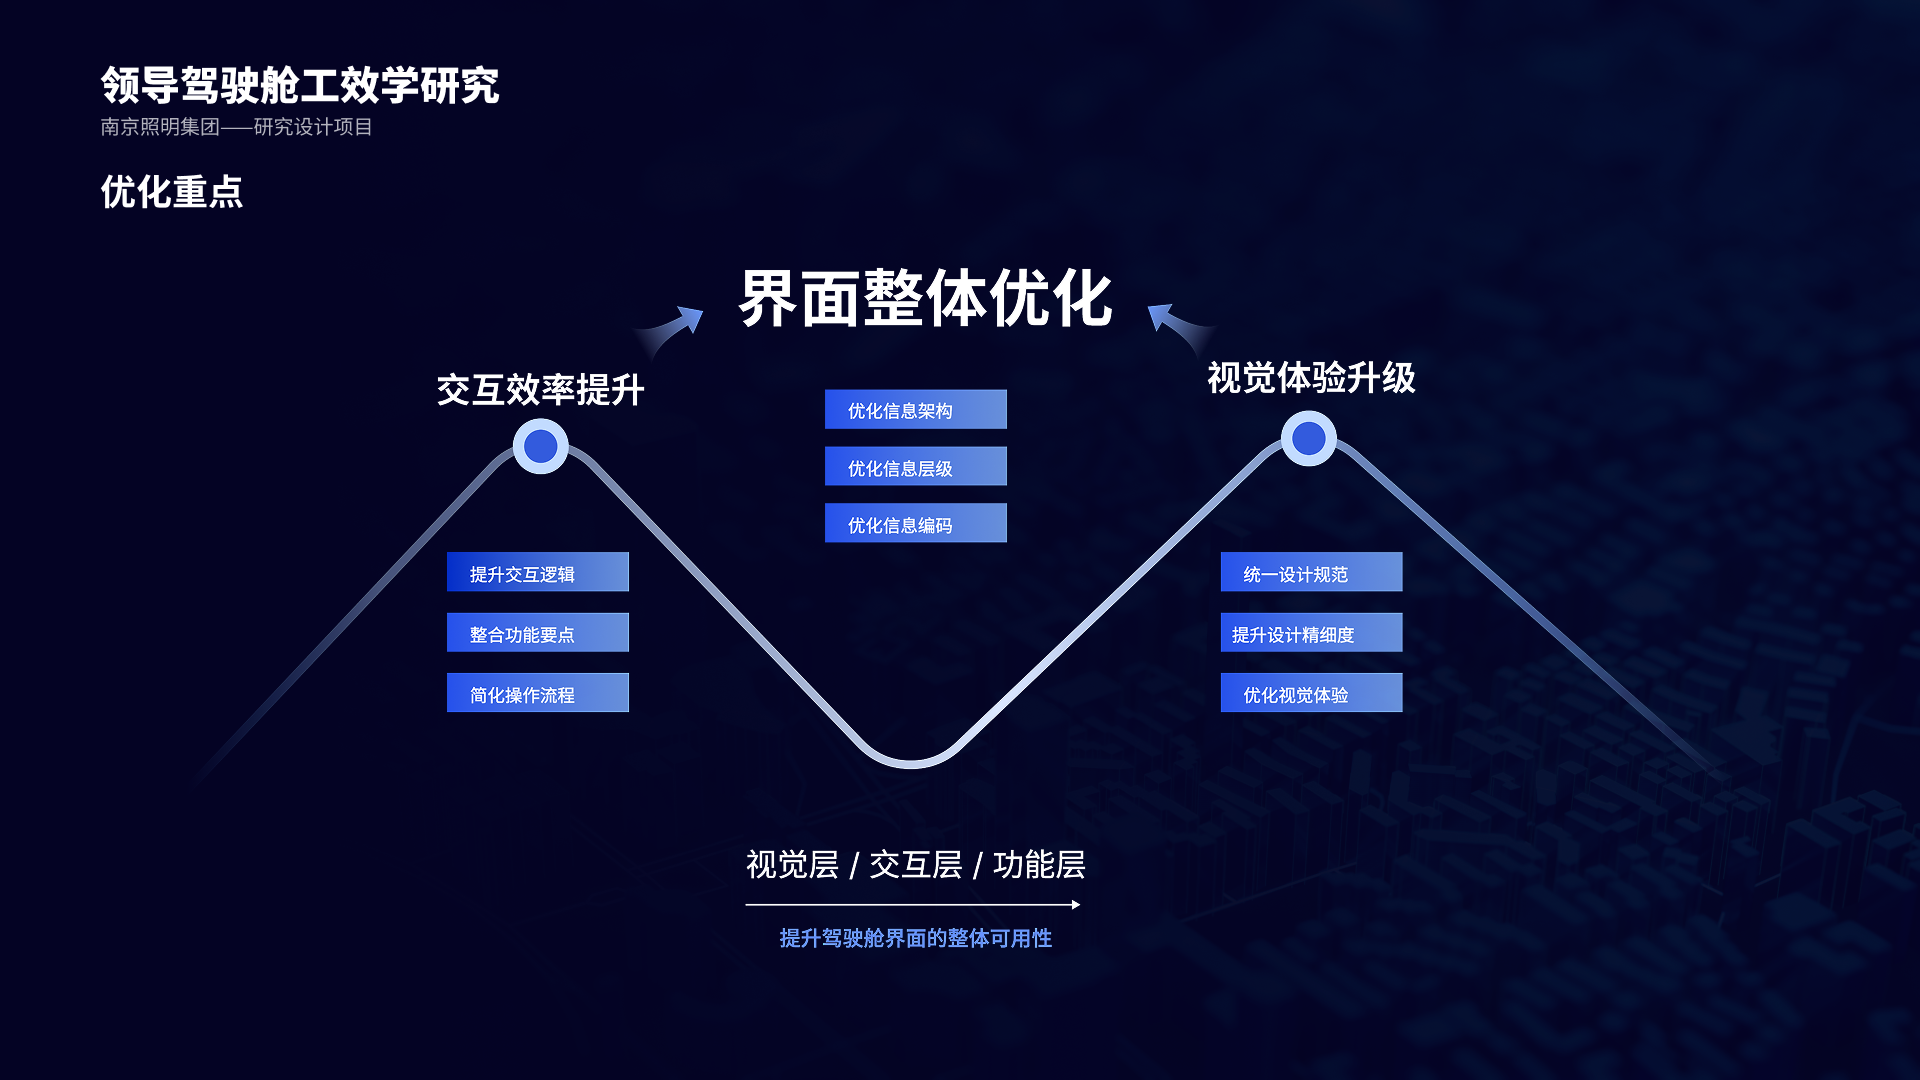 领导驾驶舱工效学研究
南京照明集团——研究设计项目
优化重点
界面整体优化
交互效率提升
视觉体验升级
优化信息架构
优化信息层级
优化信息编码
提升交互逻辑
整合功能要点
简化操作流程
统一设计规范
提升设计精细度
优化视觉体验
视觉层 / 交互层 / 功能层
提升驾驶舱界面的整体可用性